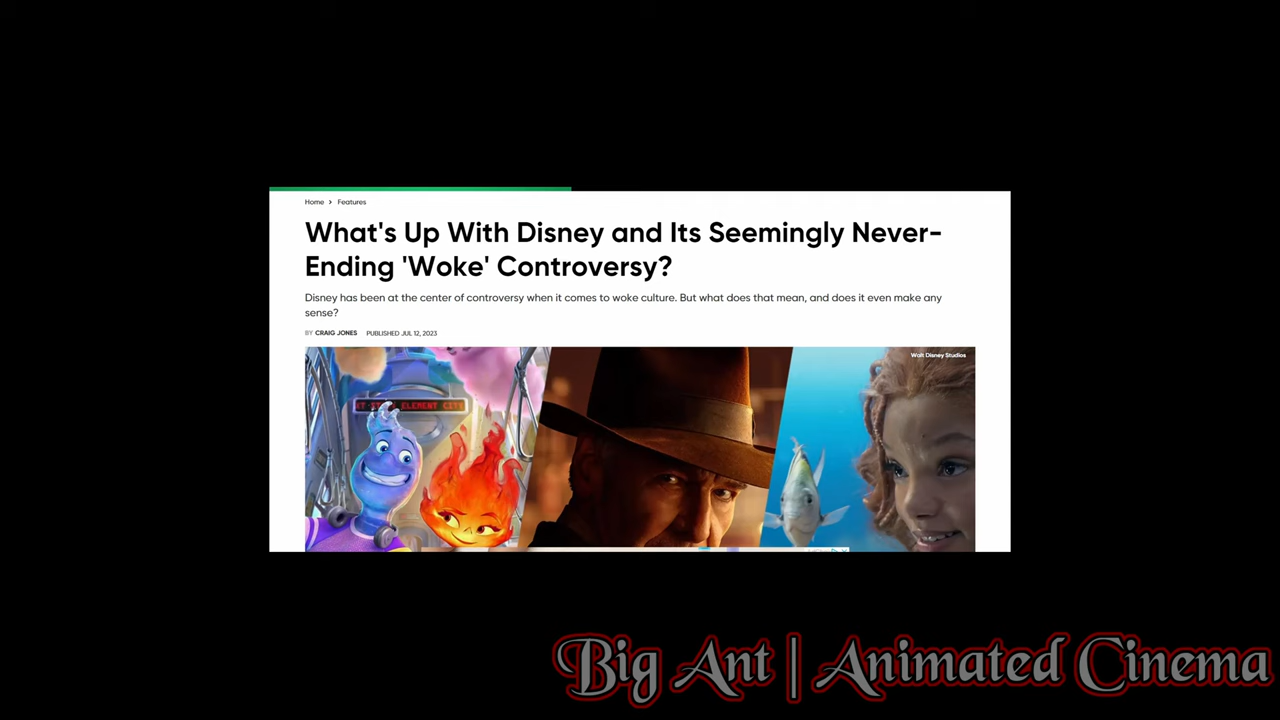 Home > Features
What's Up With Disney and Its Seemingly Never-
Ending 'Woke' Controversy?
Disney has been at the center of controversy when it comes to woke culture. But what does that mean, and does it even make any
sense?
BY CRAIG JONES PUBLISHED JUL 12, 2023
Walt Disney Studios
ELEMENT CITY
Big Ant | Animated Cinema